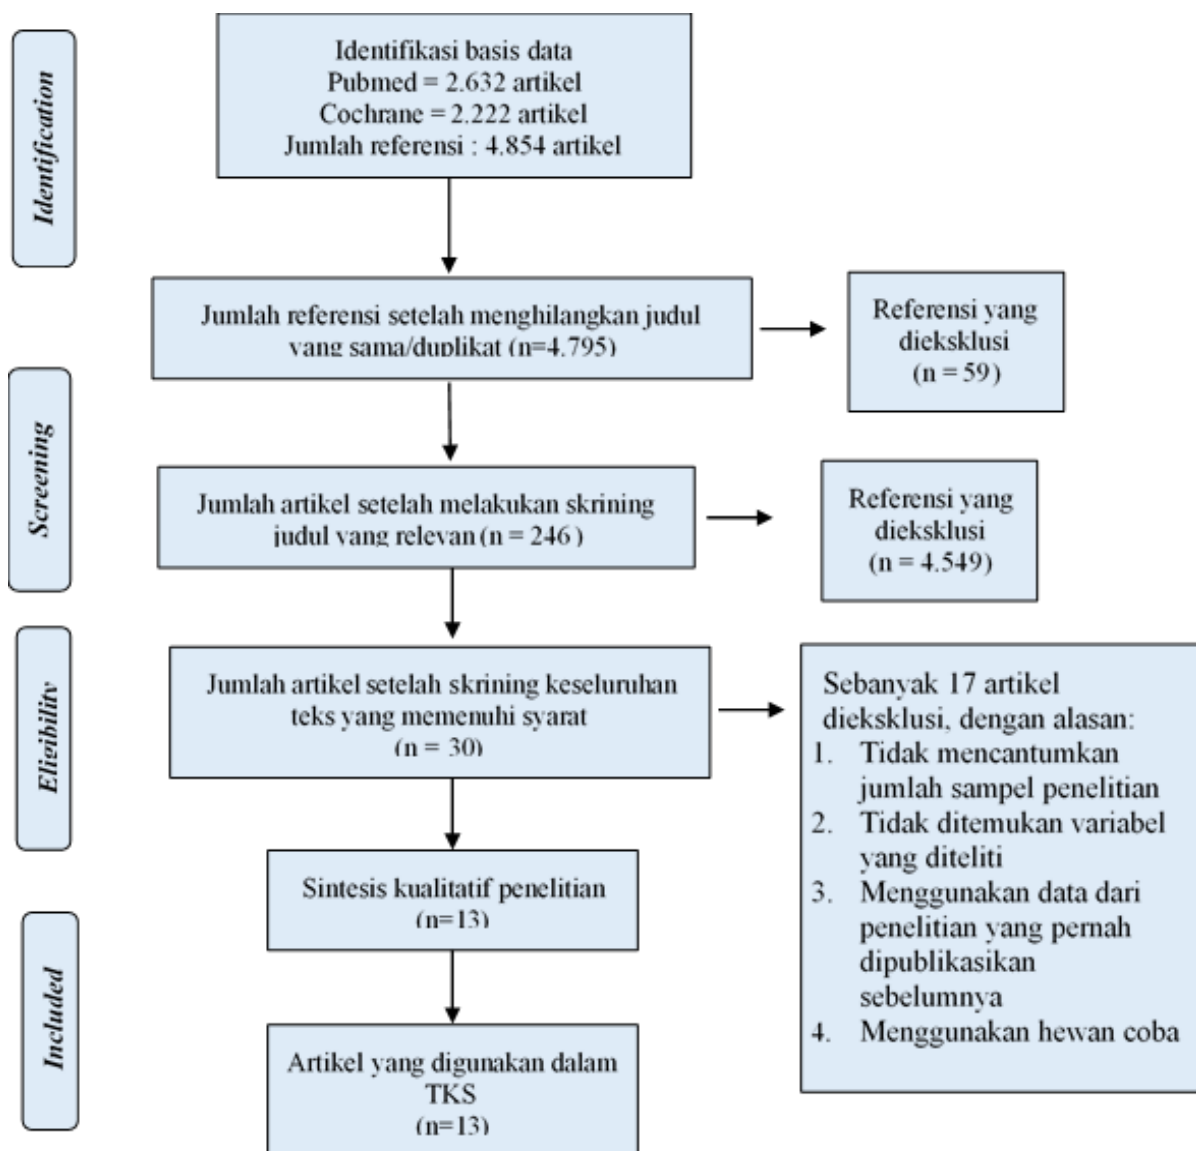 Identification
Identifikasi basis data
Pubmed = 2.632 artikel
Cochrane = 2.222 artikel
Jumlah referensi : 4.854 artikel
Jumlah referensi setelah menghilangkan judul
yang sama/duplikat (n=4.795)
Referensi yang
dieksklusi
(n = 59)
Screening
Jumlah artikel setelah melakukan skrining
judul yang relevan (n = 246)
Referensi yang
dieksklusi
(n = 4.549)
Eligibility
Jumlah artikel setelah skrining keseluruhan
teks yang memenuhi syarat
(n = 30)
Sebanyak 17 artikel
dieksklusi, dengan alasan:
1. Tidak mencantumkan
jumlah sampel penelitian
2. Tidak ditemukan variabel
yang diteliti
3. Menggunakan data dari
penelitian yang pernah
dipublikasikan
sebelumnya
4. Menggunakan hewan coba
Included
Sintesis kualitatif penelitian
(n=13)
Artikel yang digunakan dalam
TKS
(n=13)